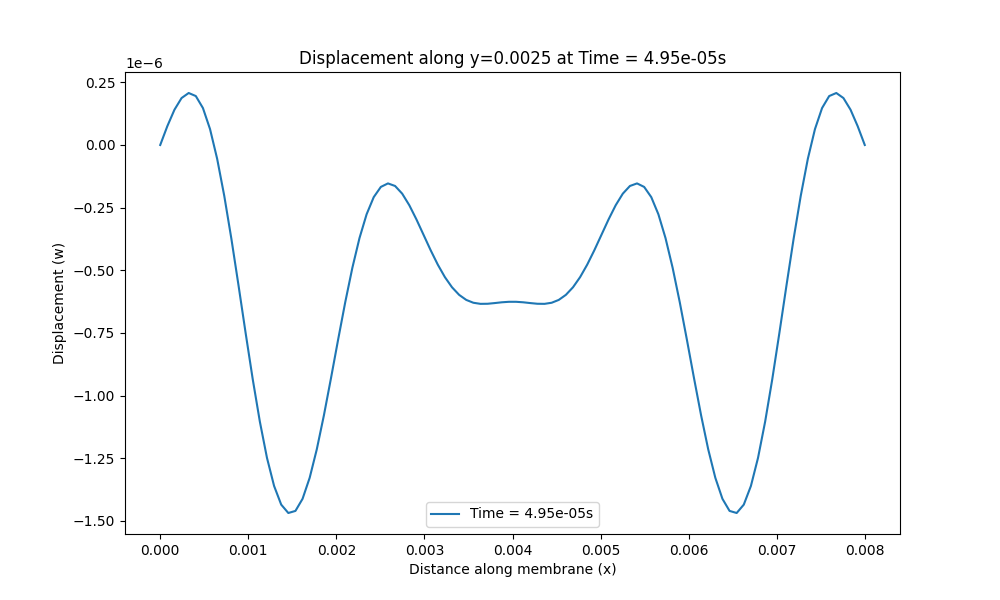 Displacement along y=0.0025 at Time = 4.95e-05s
1e−6
Displacement (w)
0.25
0.00
−0.25
−0.50
−0.75
−1.00
−1.25
−1.50
Time = 4.95e-05s
0.000 0.001 0.002 0.003 0.004 0.005 0.006 0.007 0.008
Distance along membrane (x)